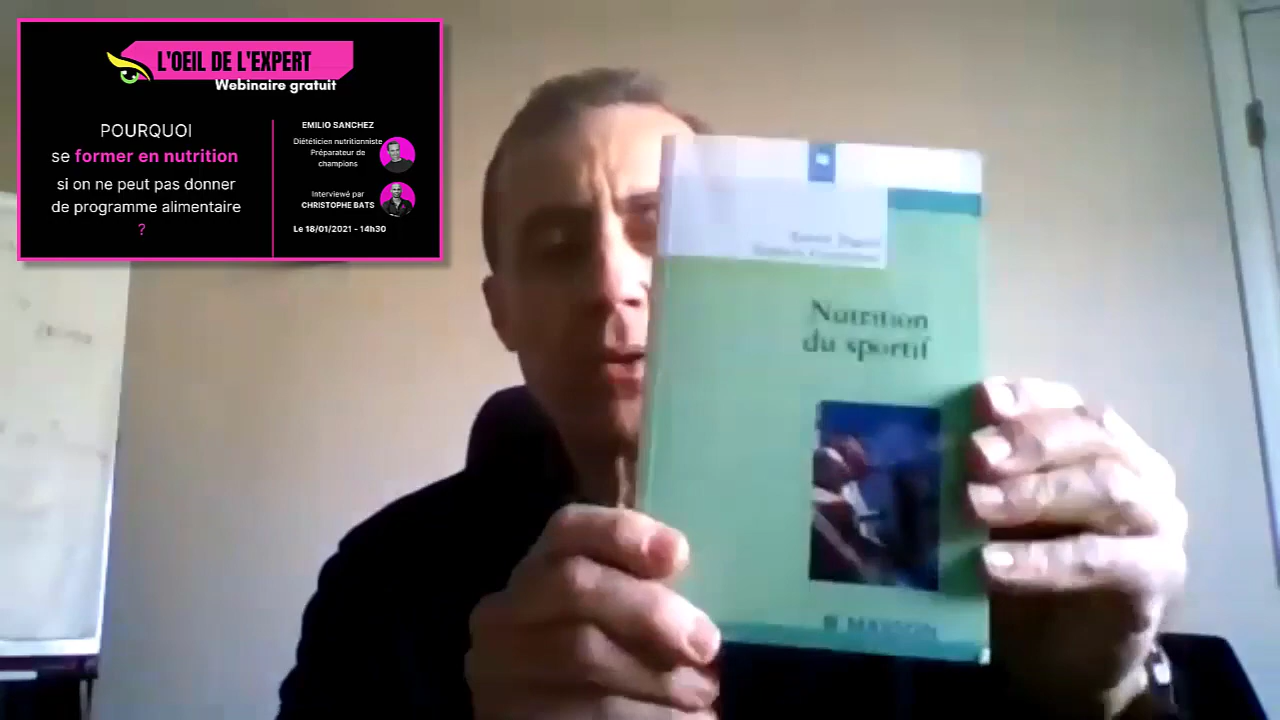 L'OEIL DE L'EXPERT
Webinaire gratuit
POURQUOI
se former en nutrition
si on ne peut pas donner
de programme alimentaire
?
EMILIO SANCHEZ
Diététicien nutritionniste
Préparateur de
champions
Interviewé par
CHRISTOPHE BATS
Le 18/01/2021 - 14h30
Nutrition
du sportif
MASSON